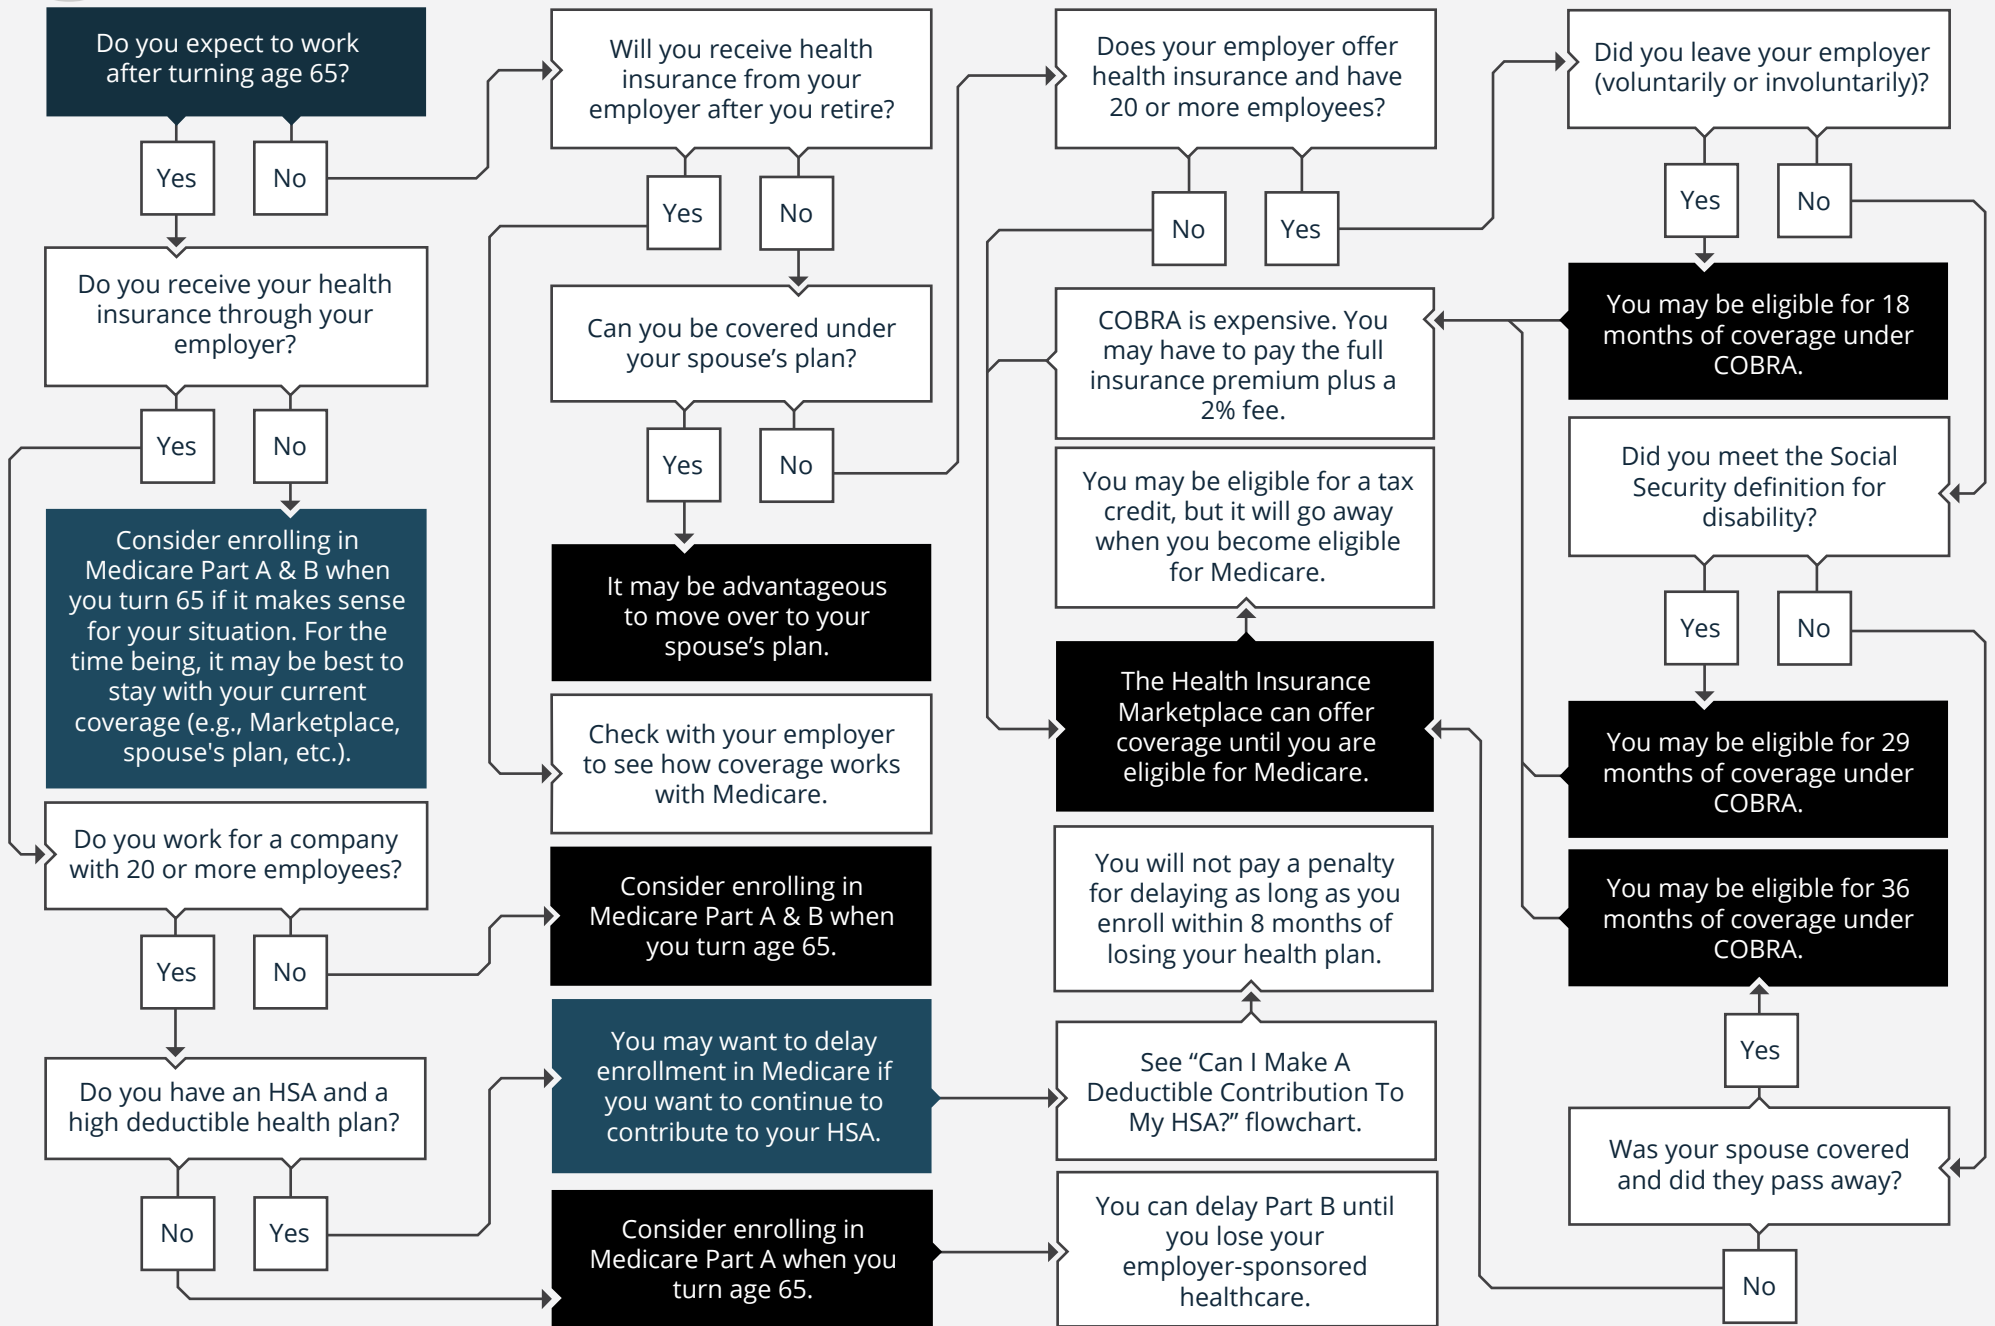 Do you expect to work
after turning age 65?
Yes
No
Do you receive your health
insurance through your
employer?
Yes
No
Consider enrolling in
Medicare Part A & B when
you turn 65 if it makes sense
for your situation. For the
time being, it may be best to
stay with your current
coverage (e.g., Marketplace,
spouse's plan, etc.).
Do you work for a company
with 20 or more employees?
Yes
No
Do you have an HSA and a
high deductible health plan?
No
Yes
Will you receive health
insurance from your
employer after you retire?
Yes
No
Can you be covered under
your spouse’s plan?
Yes
No
It may be advantageous
to move over to your
spouse’s plan.
Check with your employer
to see how coverage works
with Medicare.
Consider enrolling in
Medicare Part A & B when
you turn age 65.
You may want to delay
enrollment in Medicare if
you want to continue to
contribute to your HSA.
Consider enrolling in
Medicare Part A when you
turn age 65.
Does your employer offer
health insurance and have
20 or more employees?
No
Yes
COBRA is expensive. You
may have to pay the full
insurance premium plus a
2% fee.
You may be eligible for a tax
credit, but it will go away
when you become eligible
for Medicare.
The Health Insurance
Marketplace can offer
coverage until you are
eligible for Medicare.
You will not pay a penalty
for delaying as long as you
enroll within 8 months of
losing your health plan.
See “Can I Make A
Deductible Contribution To
My HSA?” flowchart.
You can delay Part B until
you lose your
employer-sponsored
healthcare.
Did you leave your employer
(voluntarily or involuntarily)?
Yes
No
You may be eligible for 18
months of coverage under
COBRA.
Did you meet the Social
Security definition for
disability?
Yes
No
You may be eligible for 29
months of coverage under
COBRA.
You may be eligible for 36
months of coverage under
COBRA.
Yes
Was your spouse covered
and did they pass away?
No